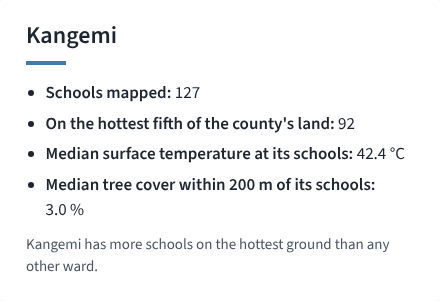 Kangemi
• Schools mapped: 127
• On the hottest fifth of the county's land: 92
• Median surface temperature at its schools: 42.4 °C
• Median tree cover within 200 m of its schools:
3.0 %
Kangemi has more schools on the hottest ground than any
other ward.